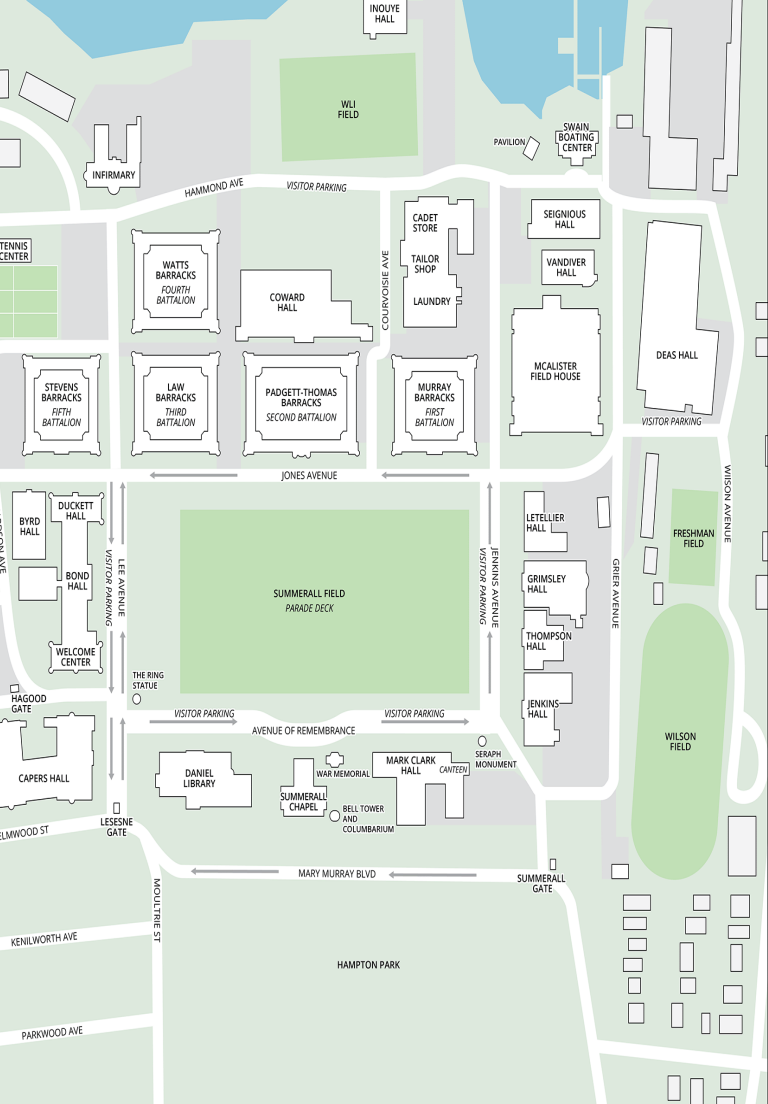 INOUYE
HALL
WLI
FIELD
PAVILION
SWAIN
BOATING
CENTER
INFIRMARY
HAMMOND AVE
VISITOR PARKING
TENNIS
CENTER
WATTS
BARRACKS
FOURTH
BATTALION
COWARD
HALL
COURVOISIE AVE
CADET
STORE
TAILOR
SHOP
LAUNDRY
SEIGNIOUS
HALL
VANDIVER
HALL
MCALISTER
FIELD HOUSE
DEAS HALL
VISITOR PARKING
STEVENS
BARRACKS
FIFTH
BATTALION
LAW
BARRACKS
THIRD
BATTALION
PADGETT-THOMAS
BARRACKS
SECOND BATTALION
MURRAY
BARRACKS
FIRST
BATTALION
JONES AVENUE
WILSON AVENUE
BYRD
HALL
DUCKETT
HALL
BOND
HALL
WELCOME
CENTER
VISITOR PARKING
LEE AVENUE
SUMMERALL FIELD
PARADE DECK
VISITOR PARKING
JENKINS AVENUE
LETELLIER
HALL
GRIMSLEY
HALL
THOMPSON
HALL
JENKINS
HALL
GRIER AVENUE
FRESHMAN
FIELD
WILSON
FIELD
HAGOOD
GATE
THE RING
STATUE
VISITOR PARKING
VISITOR PARKING
AVENUE OF REMEMBRANCE
CAPERS HALL
DANIEL
LIBRARY
SUMMERALL
CHAPEL
WAR MEMORIAL
BELL TOWER
AND
COLUMBARIUM
MARK CLARK
HALL
CANTEEN
SERAPH
MONUMENT
LESESNE
GATE
ELMWOOD ST
MOULTRIE ST
MARY MURRAY BLVD
SUMMERALL
GATE
KENILWORTH AVE
HAMPTON PARK
PARKWOOD AVE